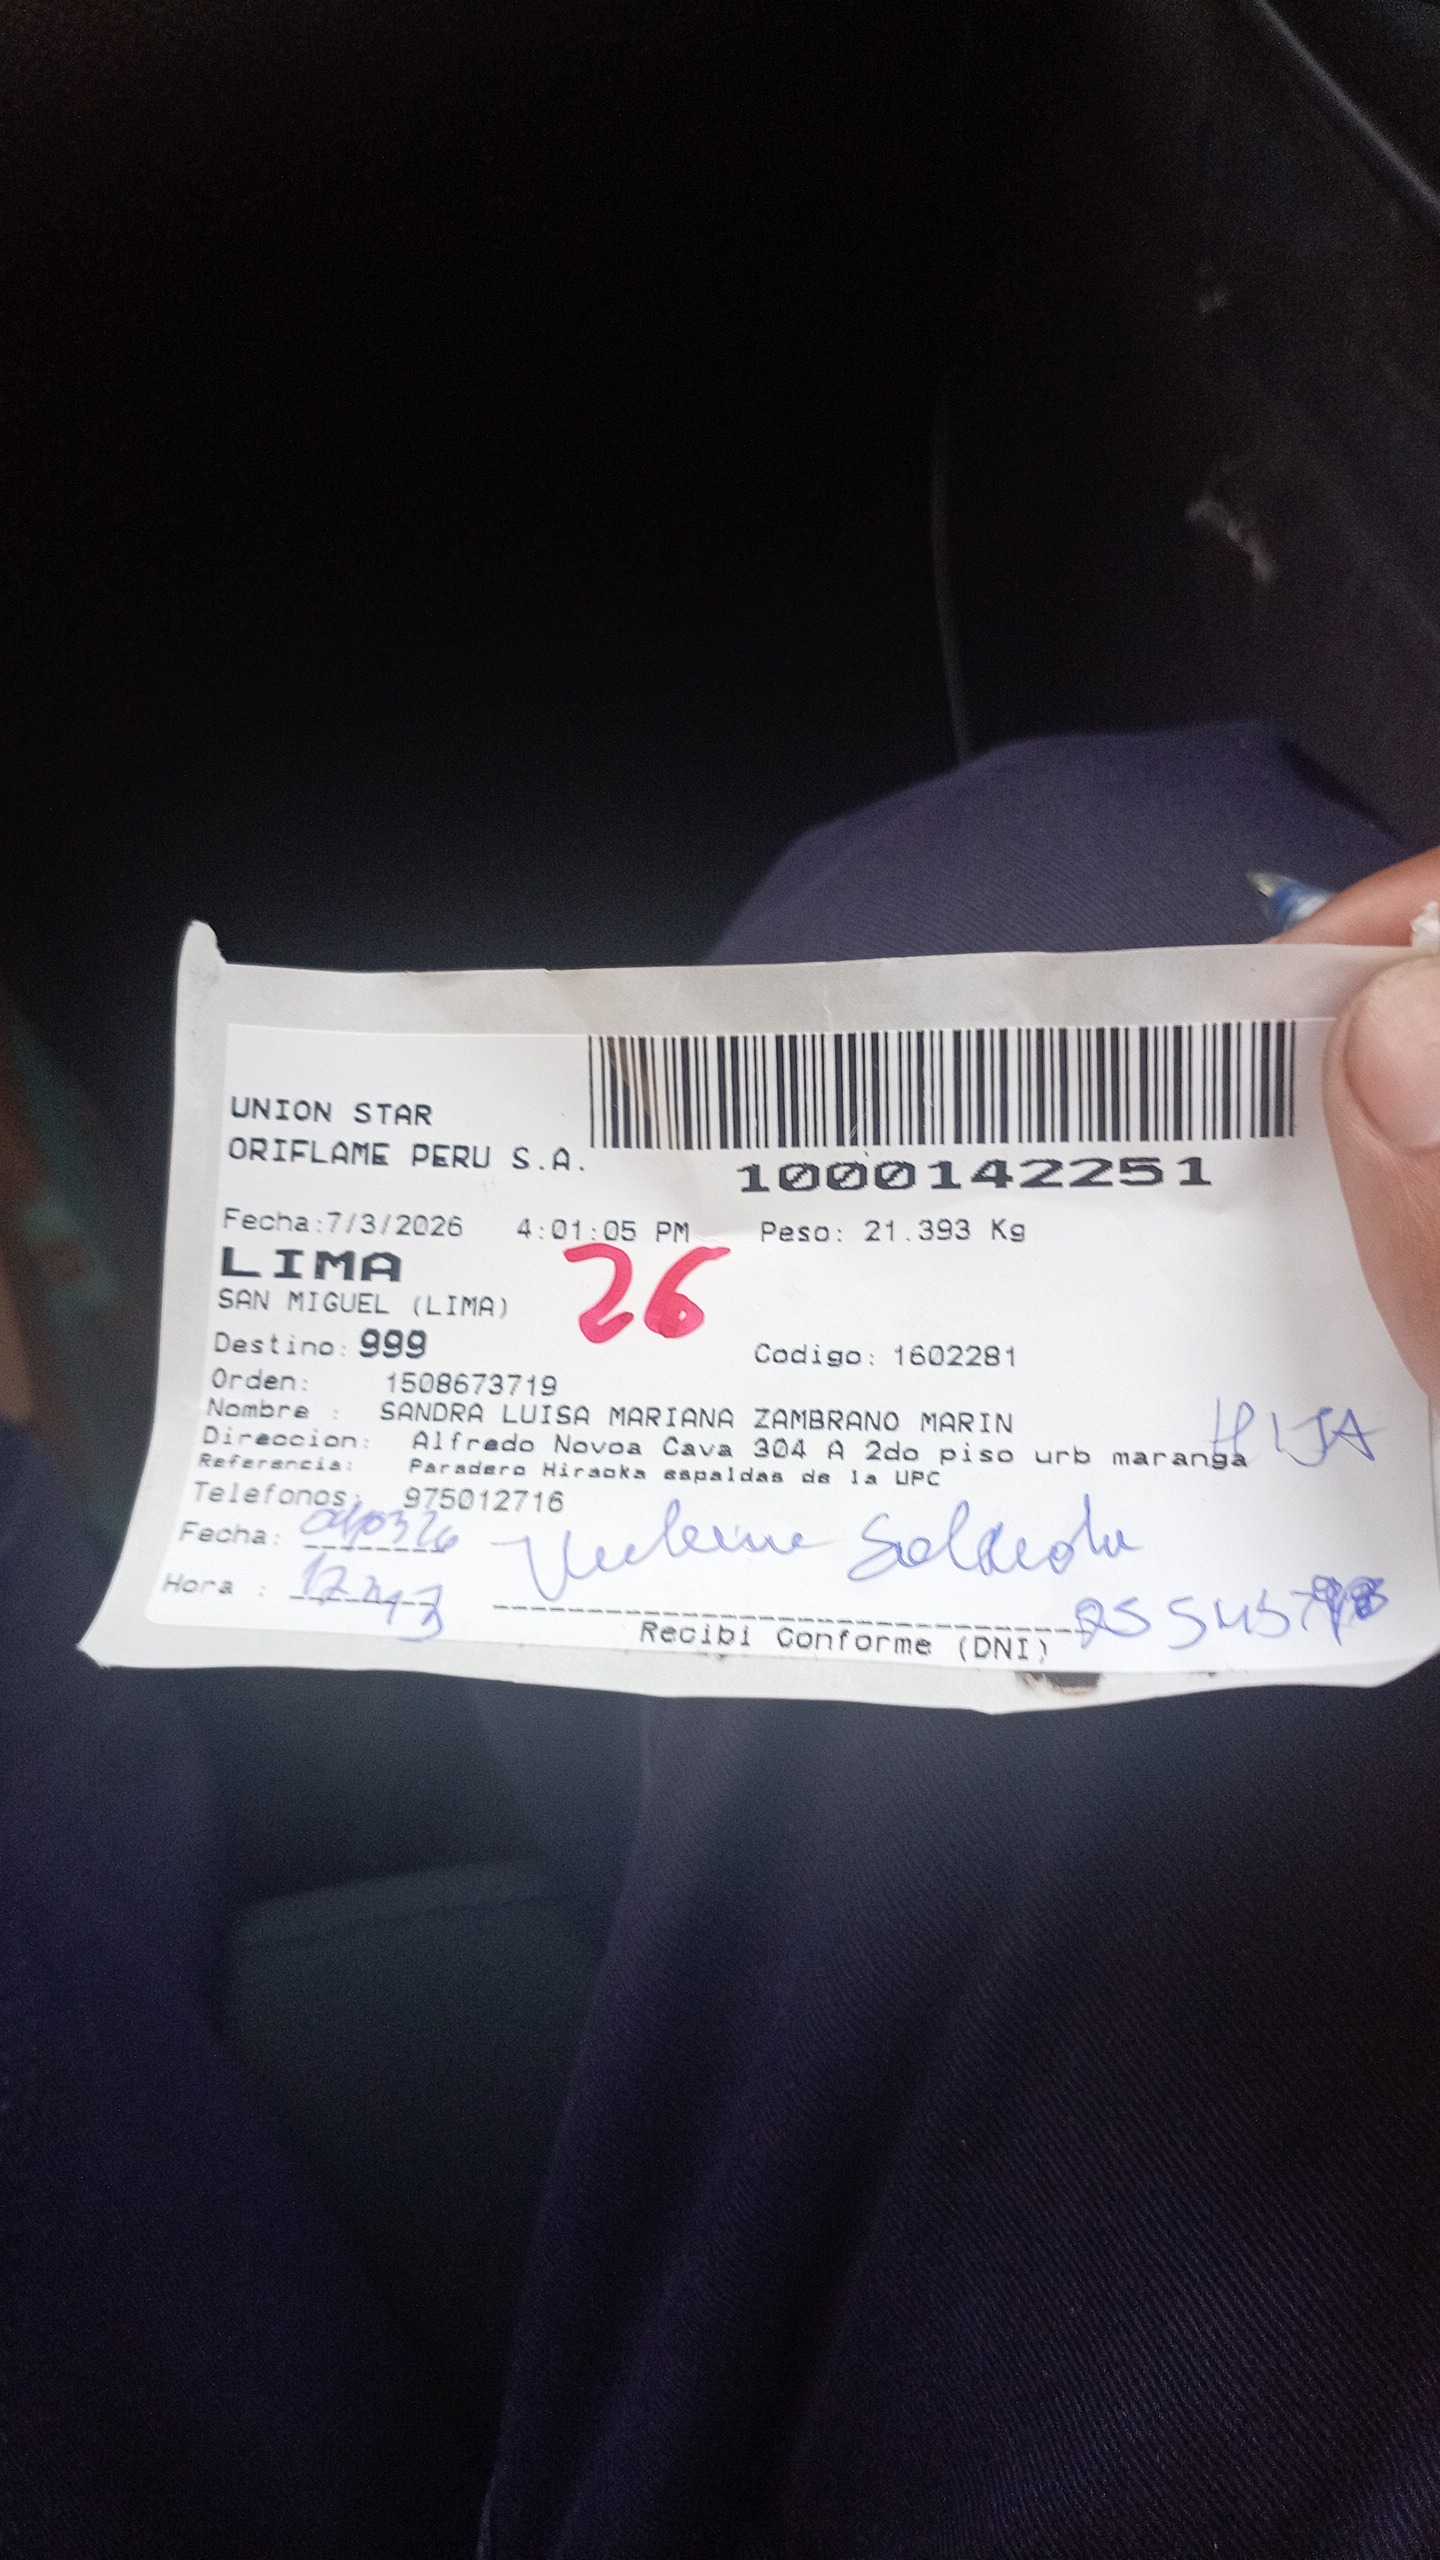 UNION STAR
ORIFLAME PERU S.A.
1000142251
Fecha:7/3/2026 4:01:05 PM Peso: 21.393 Kg
LIMA
26
SAN MIGUEL (LIMA)
Destino: 999 Codigo: 1602281
Orden: 1508673719
Nombre : SANDRA LUISA MARIANA ZAMBRANO MARIN
HIJA
Direccion: Alfredo Novoa Cava 304 A 2do piso urb maranga
Referencia: Paradero Hiraoka espaldas de la UPC
Telefonos: 975012716
Fecha:
Hora :
Recibi Conforme (DNI)